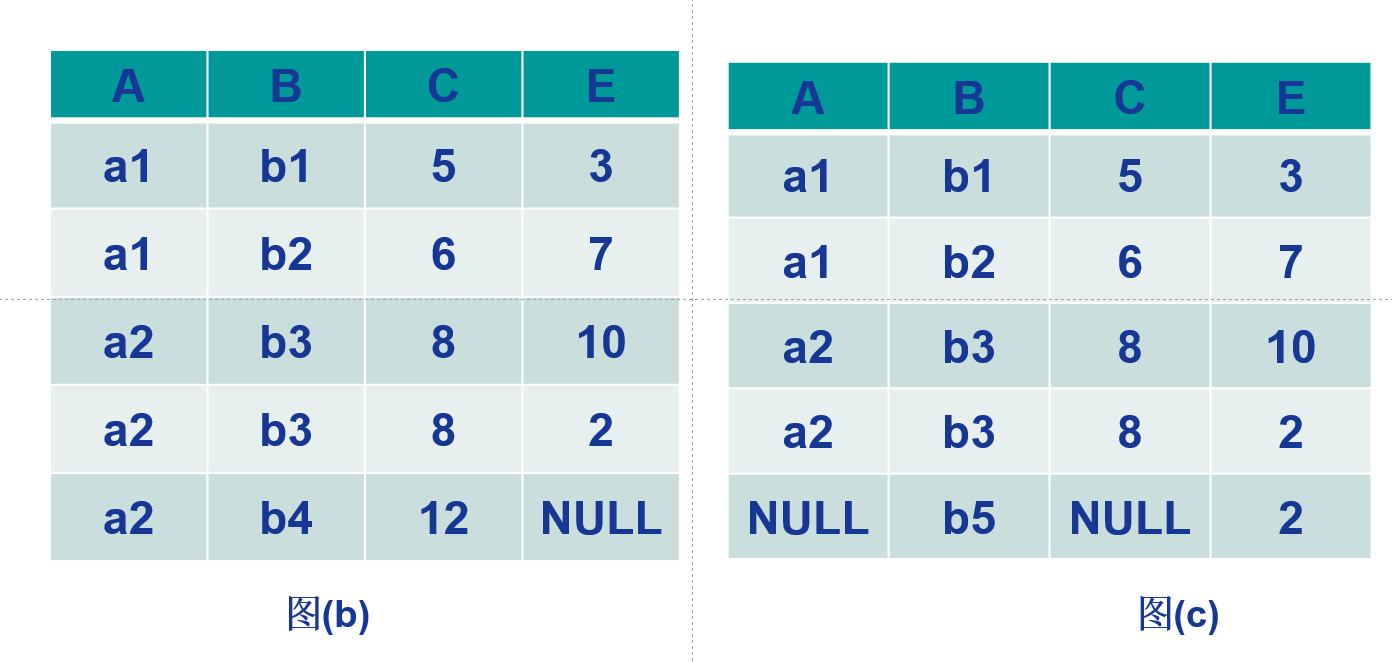 A B C E
a1 b1 5 3
a1 b2 6 7
a2 b3 8 10
a2 b3 8 2
a2 b4 12 NULL
图(b)
A B C E
a1 b1 5 3
a1 b2 6 7
a2 b3 8 10
a2 b3 8 2
NULL b5 NULL 2
图(c)